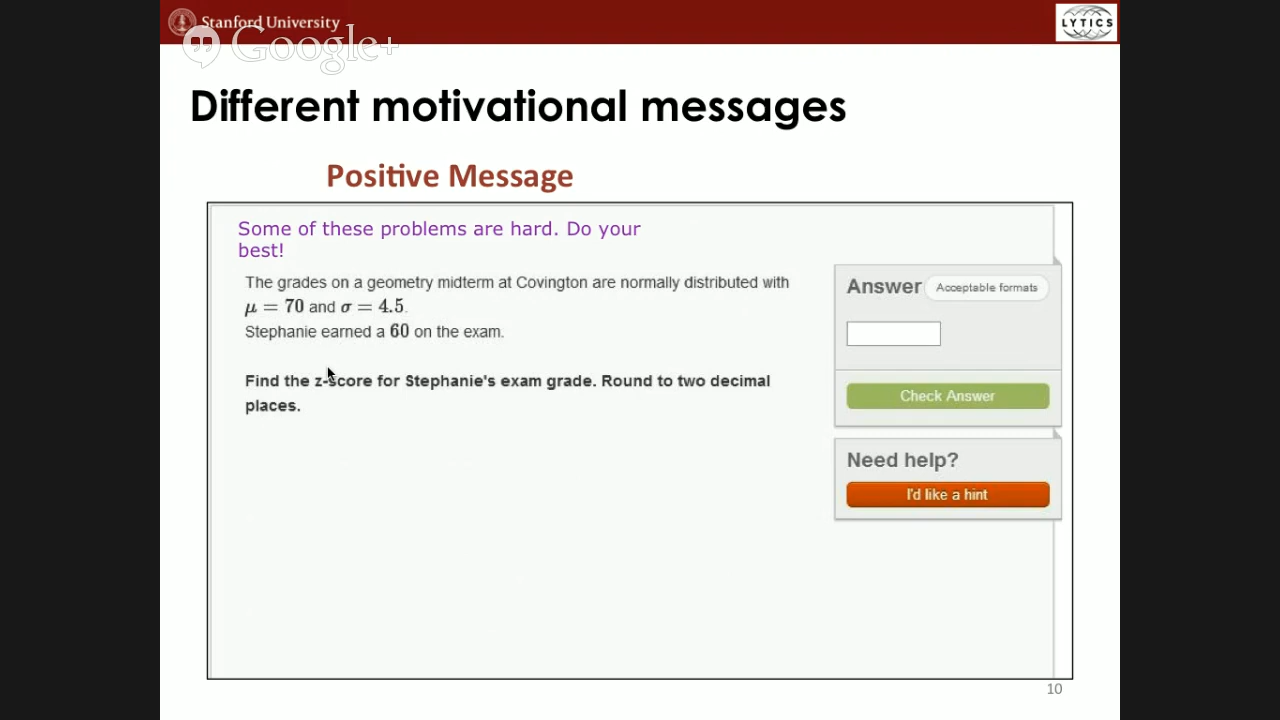 Stanford University
Google+
LYTICS
Different motivational messages
Positive Message
Some of these problems are hard. Do your
best!
The grades on a geometry midterm at Covington are normally distributed with
μ = 70 and σ = 4.5.
Stephanie earned a 60 on the exam.
Find the z-score for Stephanie's exam grade. Round to two decimal
places.
Answer
Acceptable formats
Check Answer
Need help?
I'd like a hint
10